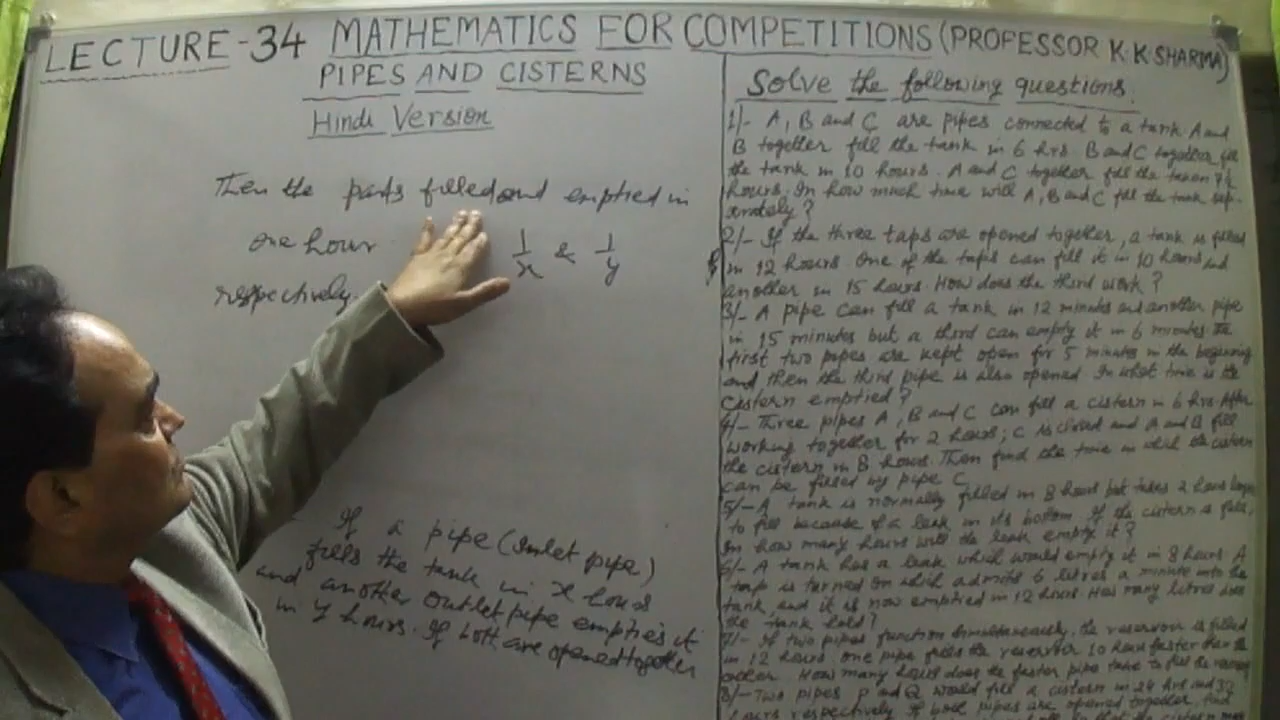 LECTURE-34 MATHEMATICS FOR COMPETITIONS (PROFESSOR K K SHARMA)
PIPES AND CISTERNS
Hindi Version
Then the parts filled and emptied in
one hour 1/x & 1/y
respectively.
If a pipe (Inlet pipe)
fills the tank in x hours
and another outlet pipe empties it
in y hours. If both are opened together
Solve the following questions.
1/- A, B and C are pipes connected to a tank. A and
B together fill the tank in 6 hrs. B and C together fill
the tank in 10 hours. A and C together fill the
hours. In how much time will A, B and C fill the tank sep-
arately?
2/- If the three taps are opened together, a tank is filled
in 12 hours. One of the taps can fill it in 10 hours and
another in 15 hours. How does the third work?
3/- A pipe can fill a tank in 12 minutes and another pipe
in 15 minutes but a third can empty it in 6 minutes. The
first two pipes are kept open for 5 minutes in the beginning
and then the third pipe is also opened. In what time is the
cistern emptied?
4/- Three pipes A, B and C can fill a cistern in 6 hrs. After
working together for 2 hours, C is closed and A and B fill
the cistern in 8 hours. Then find the time in which the cistern
can be filled by pipe C
5/- A tank is normally filled in 8 hours but takes 2 hours longer
to fill because of a leak in its bottom. If the cistern is full,
In how many hours will the leak empty it?
6/- A tank has a leak which would empty it in 8 hours. A
tap is turned on which admits 6 litres a minute into the
tank, and it is now emptied in 12 hours. How many litres does
the tank hold?
7/- If two pipes function simultaneously, the reservoir is filled
in 12 hours. One pipe fills the reservoir 10 hours faster than the
other. How many hours does the faster pipe take to fill the
8/- Two pipes P and Q would fill a cistern in 24 hrs and 32
hours respectively. If both pipes are opened together, find